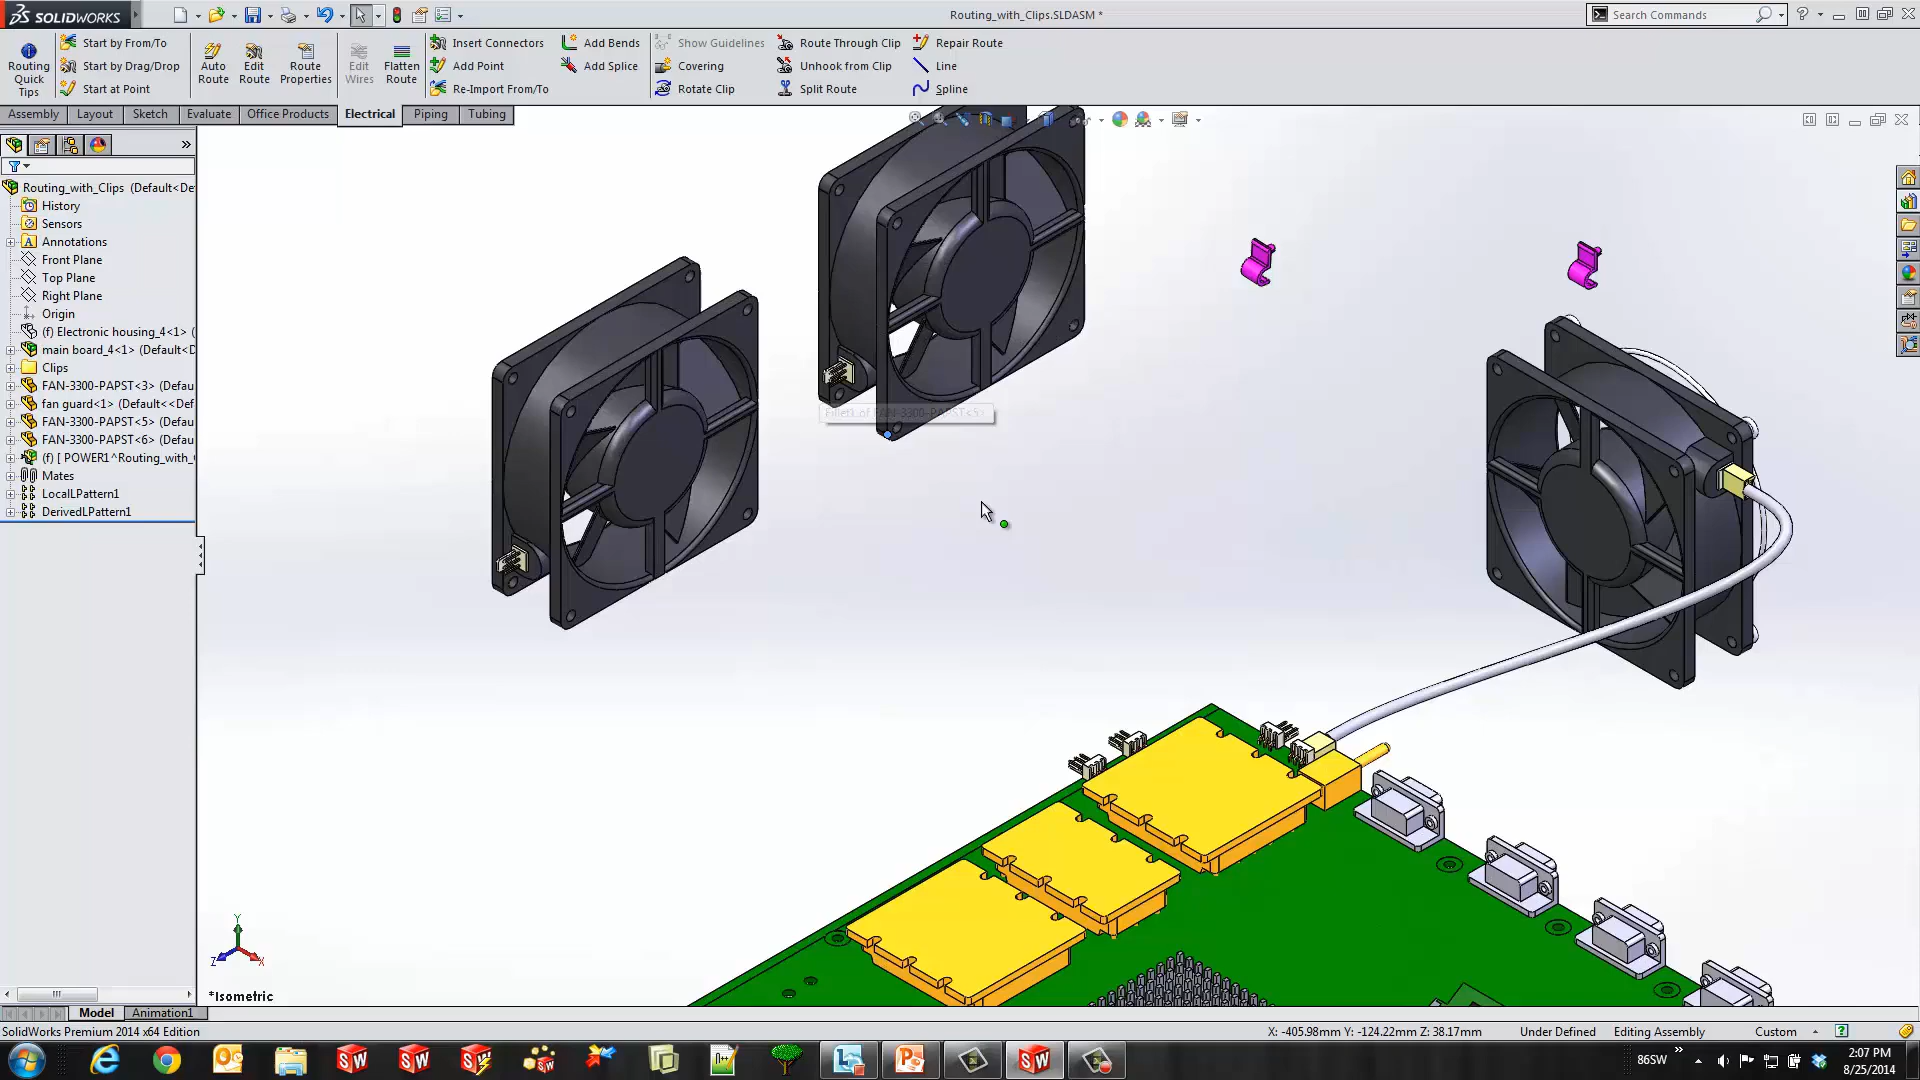 SOLIDWORKS
Routing_with_Clips.SLDASM *
Search Commands
Routing Quick Tips
Start by From/To
Start by Drag/Drop
Start at Point
Auto Route
Edit Route
Route Properties
Edit Wires
Flatten Route
Insert Connectors
Add Point
Re-Import From/To
Add Bends
Add Splice
Show Guidelines
Covering
Rotate Clip
Route Through Clip
Unhook from Clip
Split Route
Repair Route
Line
Spline
Assembly Layout Sketch Evaluate Office Products Electrical Piping Tubing
Routing_with_Clips (Default<De
History
Sensors
Annotations
Front Plane
Top Plane
Right Plane
Origin
(f) Electronic housing_4<1> (
main board_4<1> (Default<D
Clips
FAN-3300-PAPST<3> (Defau
fan guard<1> (Default<<Def
FAN-3300-PAPST<5> (Defau
FAN-3300-PAPST<6> (Defau
(f) [ POWER1^Routing_with_
Mates
LocalLPattern1
DerivedLPattern1
of FAN-3300-PAPST<5>
Y
Z
X
*Isometric
Model Animation1
SolidWorks Premium 2014 x64 Edition
X: -405.98mm Y: -124.22mm Z: 38.17mm
Under Defined
Editing Assembly
Custom
86SW
2:07 PM
8/25/2014